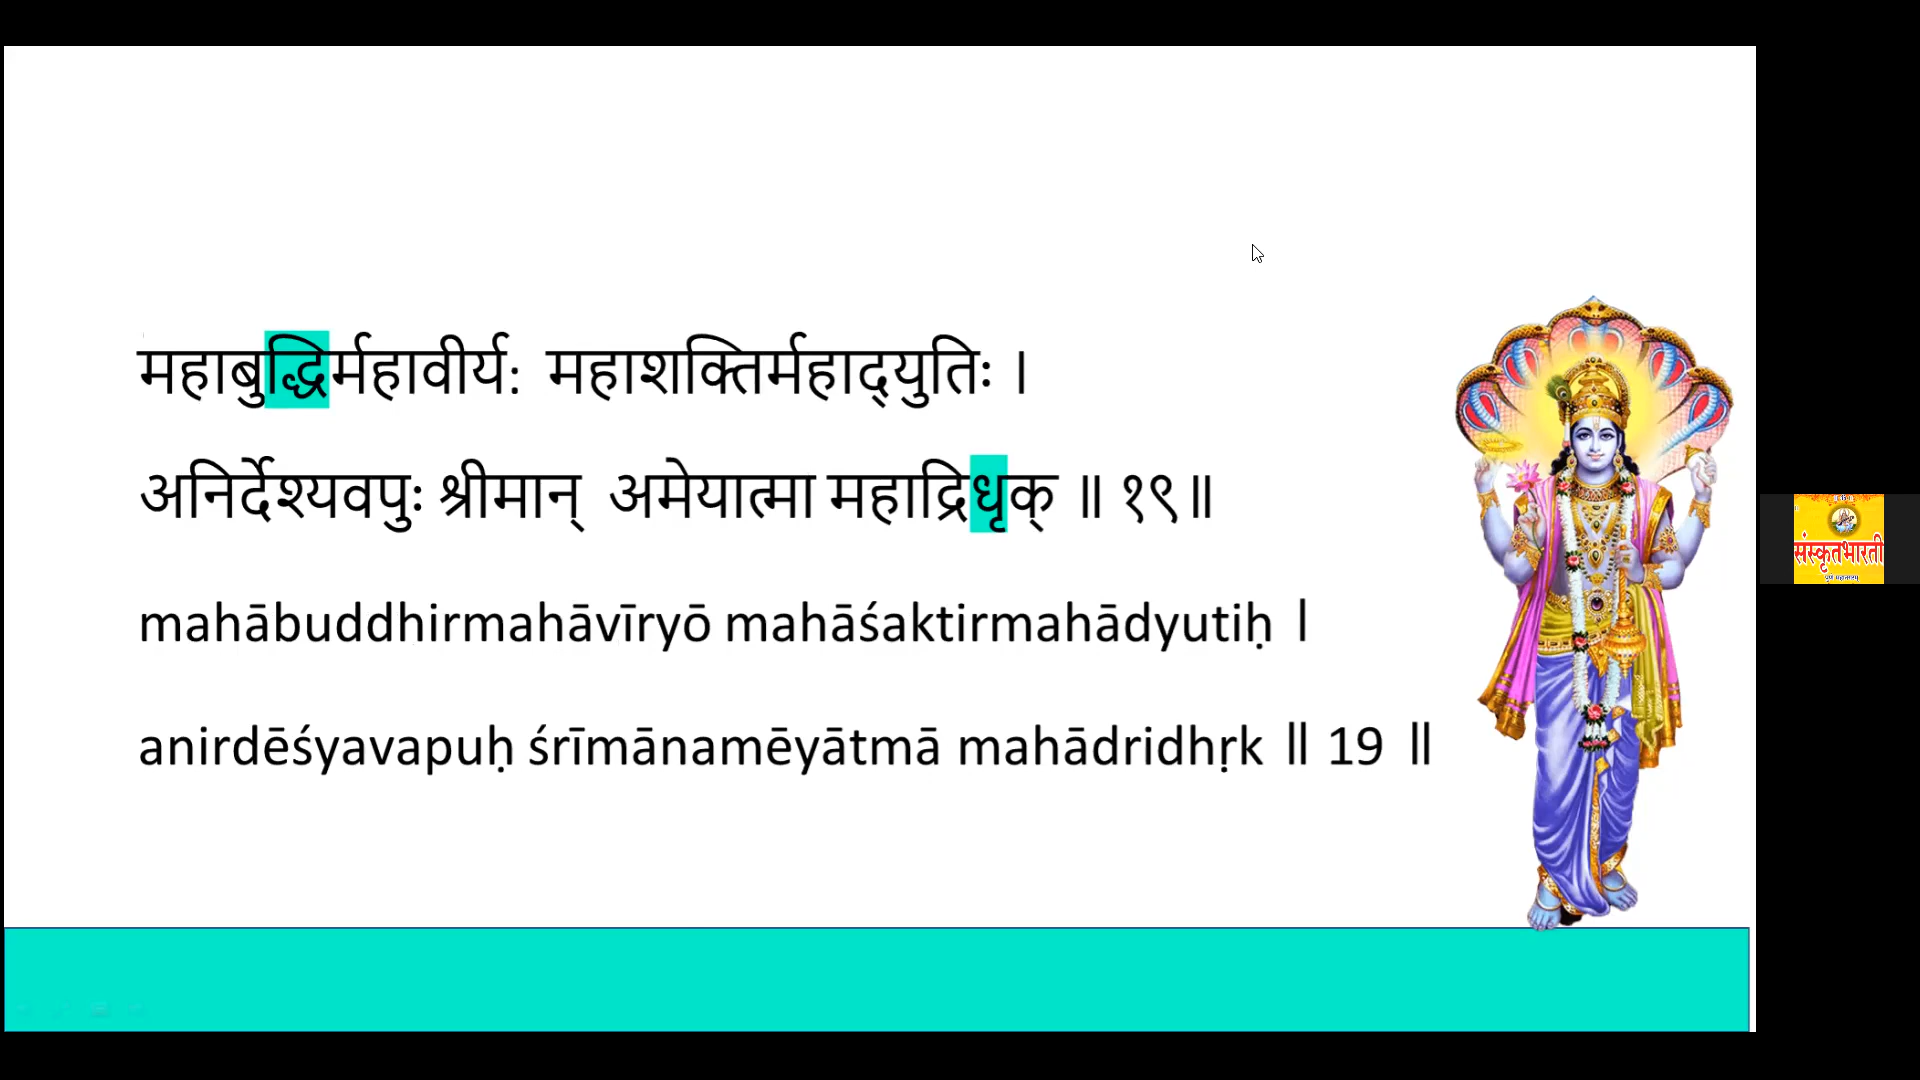 महाबुद्धिर्महावीर्य: महाशक्तिर्महाद्‌युतिः ।
अनिर्देश्यवपुः श्रीमान् अमेयात्मा महाद्रिधृक् ॥ १९॥
mahābuddhirmahāvīryō mahāśaktirmahādyutiḥ ।
anirdēśyavapuḥ śrīmānamēyātmā mahādridhṛk ॥ 19 ॥
संस्कृतभारती